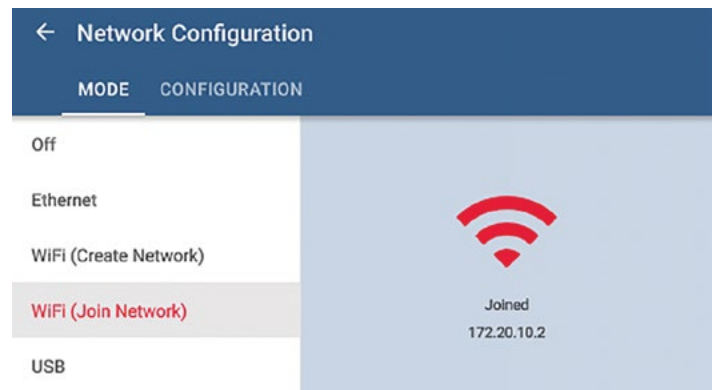 Network Configuration
MODE CONFIGURATION
Off
Ethernet
WiFi (Create Network)
WiFi (Join Network)
USB
Joined
172.20.10.2